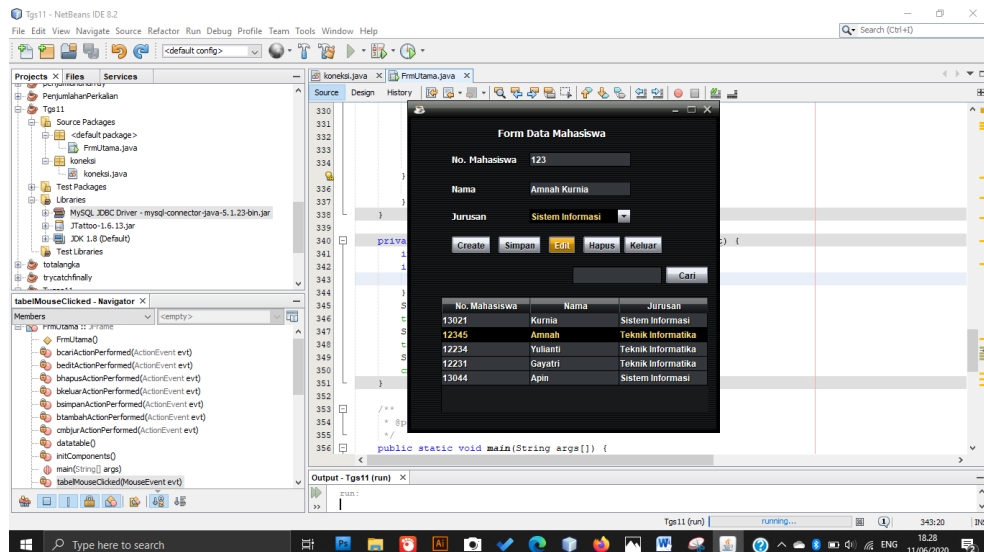 Tgs11 - NetBeans IDE 8.2
File Edit View Navigate Source Refactor Run Debug Profile Team Tools Window Help
Search (Ctrl+I)
<default config>
Projects Files Services
koneksi.java FrmUtama.java
Source Design History
PenjumlahanPerkalian
Tgs11
Source Packages
<default package>
FrmUtama.java
koneksi
koneksi.java
Test Packages
Libraries
MySQL JDBC Driver - mysql-connector-java-5.1.23-bin.jar
JTattoo-1.6.13.jar
JDK 1.8 (Default)
Test Libraries
totalangka
trycatchfinally
tabelMouseClicked - Navigator
Members <empty>
FrmUtama :: JFrame
FrmUtama()
bcariActionPerformed(ActionEvent evt)
beditActionPerformed(ActionEvent evt)
bhapusActionPerformed(ActionEvent evt)
bkeluarActionPerformed(ActionEvent evt)
bsimpanActionPerformed(ActionEvent evt)
btambahActionPerformed(ActionEvent evt)
cmbjurActionPerformed(ActionEvent evt)
datatable()
initComponents()
main(String[] args)
tabelMouseClicked(MouseEvent evt)
330
331
332
333
334
}
336
337 }
338 }
339
340 priva t) {
341 i
342 i
343
344 }
345 S
346 t
347 S
348 t
349 S
350 c
351 }
352
353 /**
354 * @p
355 */
356 public static void main(String args[]) {
Form Data Mahasiswa
No. Mahasiswa 123
Nama Amnah Kurnia
Jurusan Sistem Informasi
Create Simpan Edit Hapus Keluar
Cari
No. Mahasiswa Nama Jurusan
13021 Kurnia Sistem Informasi
12345 Amnah Teknik Informatika
12234 Yulianti Teknik Informatika
12231 Gayatri Teknik Informatika
13044 Apin Sistem Informasi
Output - Tgs11 (run)
run:
Tgs11 (run) running... (1) 343:20 INS
Type here to search
ENG
18.28
11/06/2020